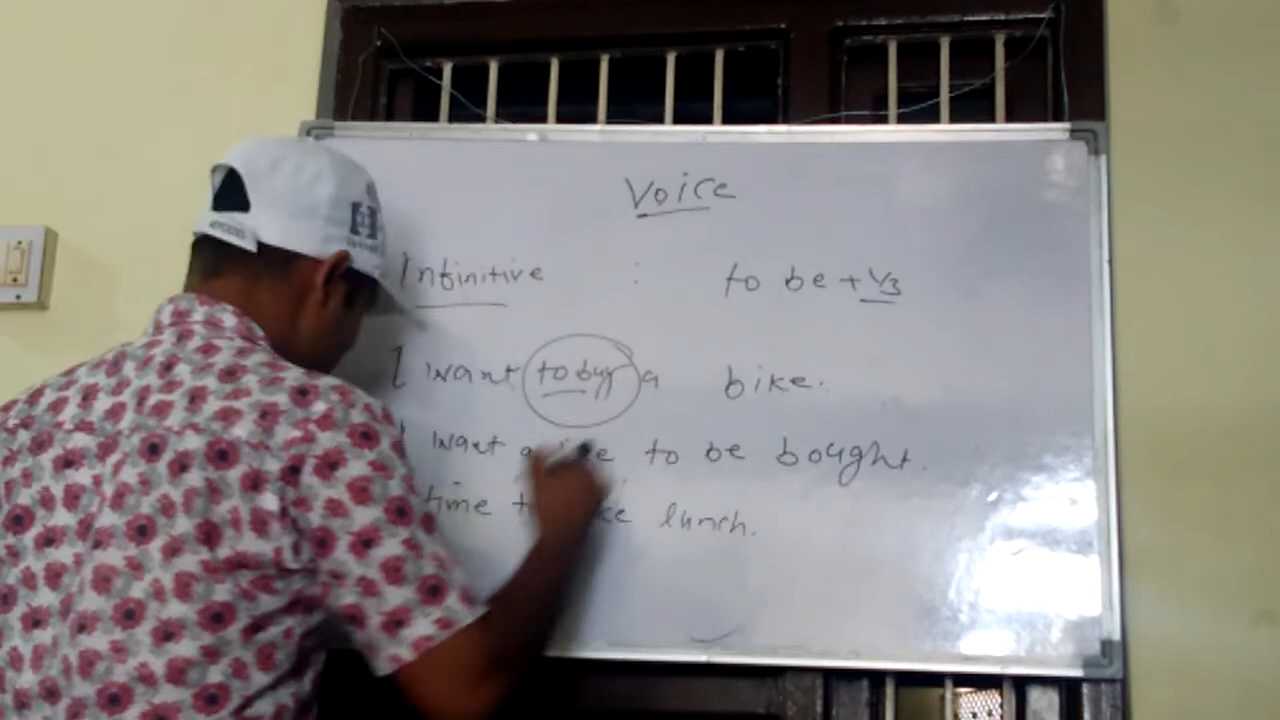 Voice
Infinitive : to be + V3
I want to buy a bike.
want a to be bought.
time lunch.
H